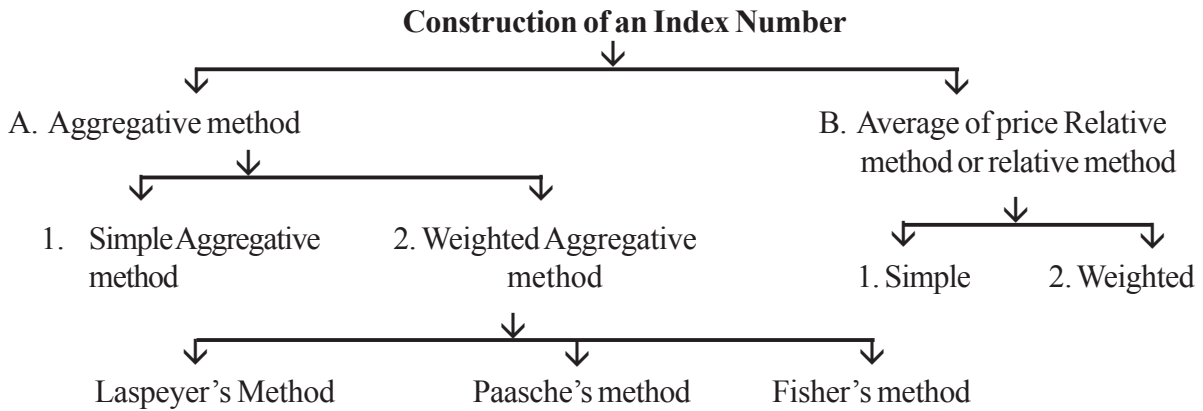 Construction of an Index Number
A. Aggregative method
B. Average of price Relative
method or relative method
1. Simple Aggregative
method
2. Weighted Aggregative
method
1. Simple
2. Weighted
Laspeyer’s Method
Paasche’s method
Fisher’s method